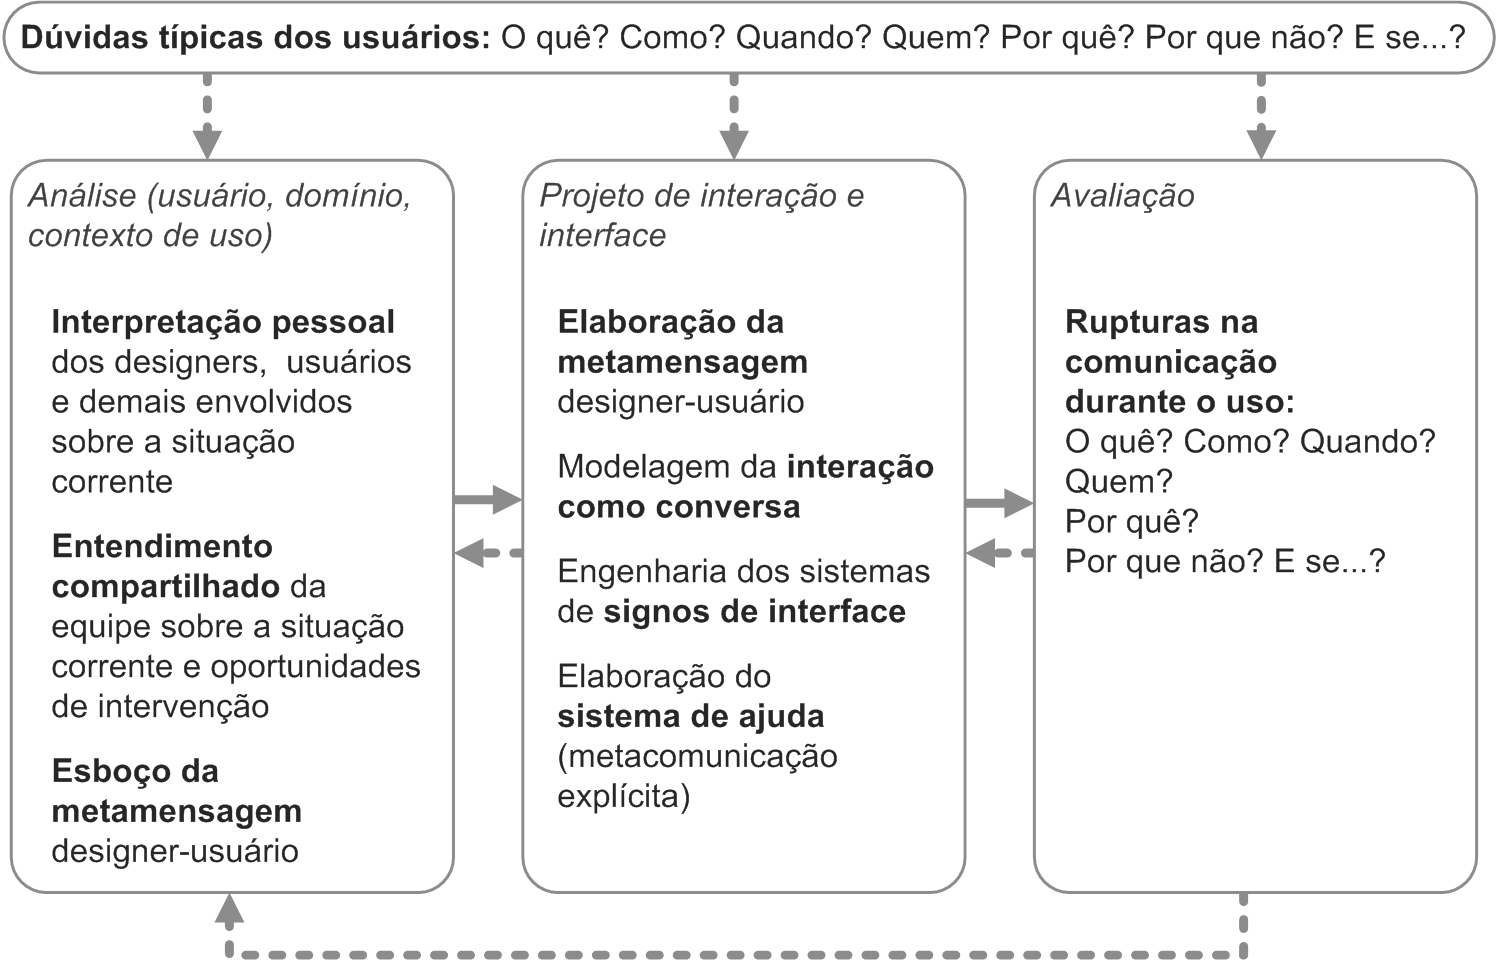 Dúvidas típicas dos usuários: O quê? Como? Quando? Quem? Por quê? Por que não? E se...?
Análise (usuário, domínio,
contexto de uso)
Interpretação pessoal
dos designers, usuários
e demais envolvidos
sobre a situação
corrente
Entendimento
compartilhado da
equipe sobre a situação
corrente e oportunidades
de intervenção
Esboço da
metamensagem
designer-usuário
Projeto de interação e
interface
Elaboração da
metamensagem
designer-usuário
Modelagem da interação
como conversa
Engenharia dos sistemas
de signos de interface
Elaboração do
sistema de ajuda
(metacomunicação
explícita)
Avaliação
Rupturas na
comunicação
durante o uso:
O quê? Como? Quando?
Quem?
Por quê?
Por que não? E se...?